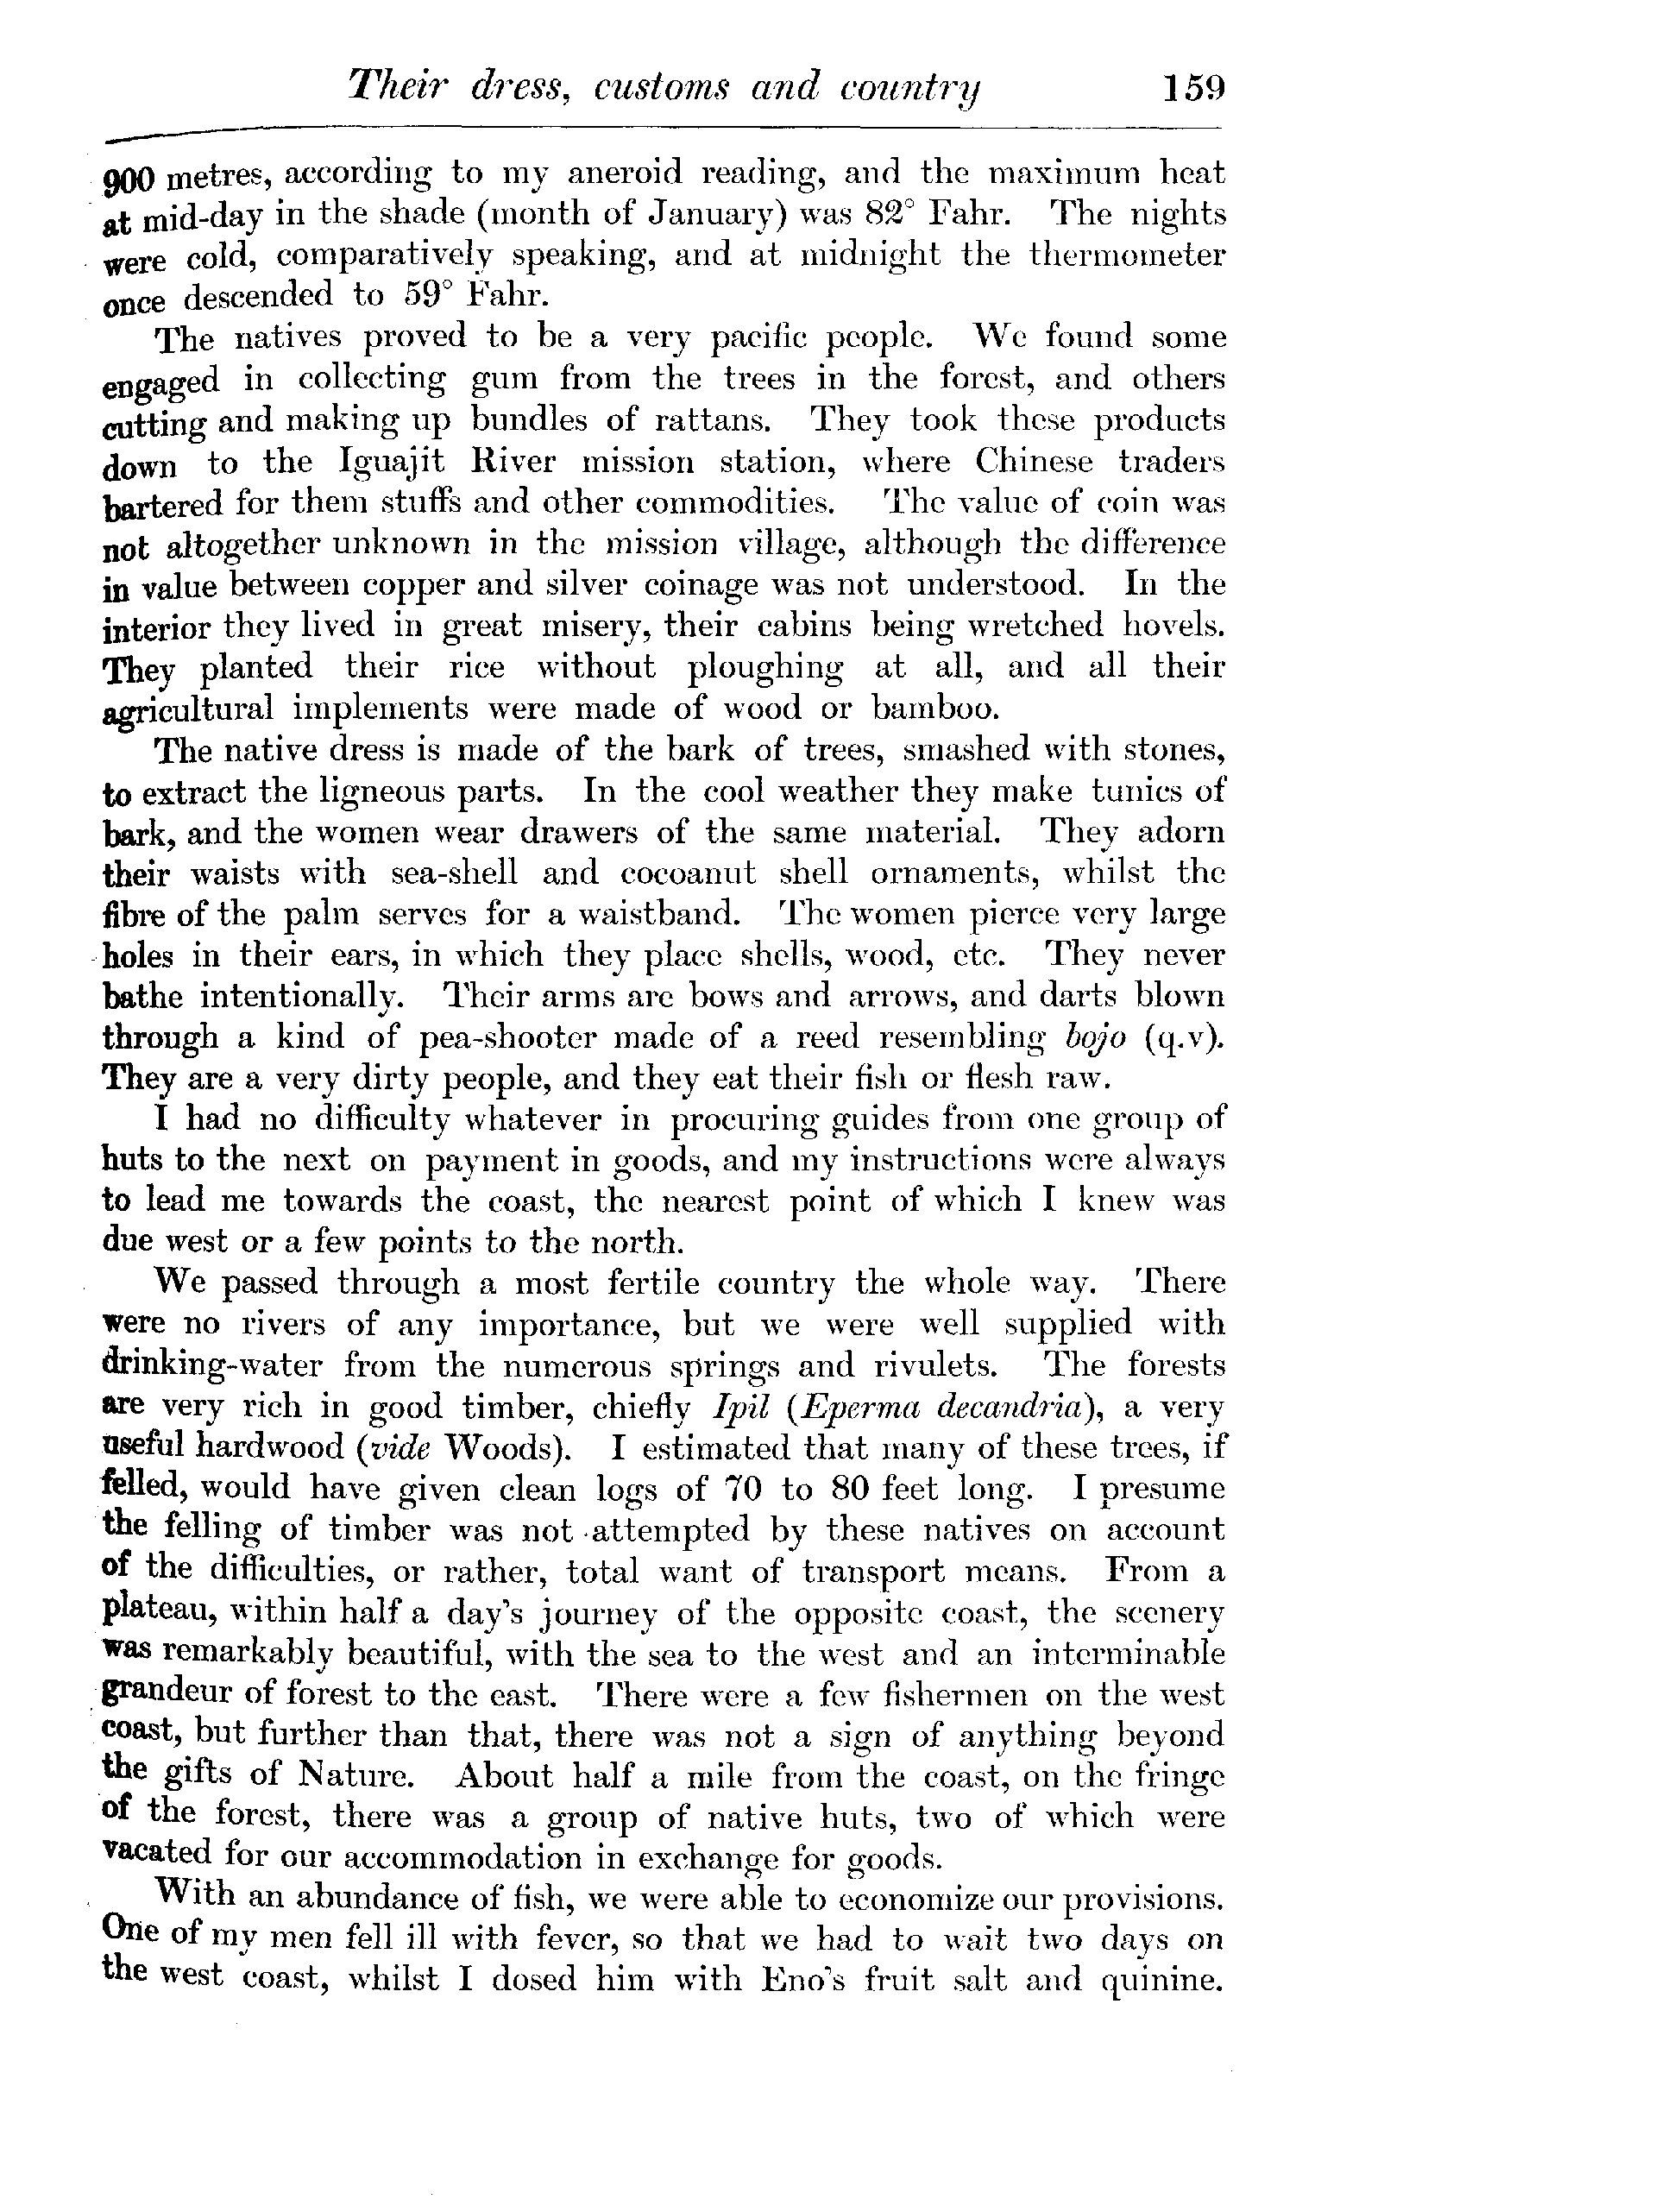 Their dress, customs and country 159
900 metres, according to my aneroid reading, and the maximum heat
at mid-day in the shade (month of January) was 82° Fahr. The nights
were cold, comparatively speaking, and at midnight the thermometer
once descended to 59° Fahr.
The natives proved to be a very pacific people. We found some
engaged in collecting gum from the trees in the forest, and others
cutting and making up bundles of rattans. They took these products
down to the Iguajit River mission station, where Chinese traders
bartered for them stuffs and other commodities. The value of coin was
not altogether unknown in the mission village, although the difference
in value between copper and silver coinage was not understood. In the
interior they lived in great misery, their cabins being wretched hovels.
They planted their rice without ploughing at all, and all their
agricultural implements were made of wood or bamboo.
The native dress is made of the bark of trees, smashed with stones,
to extract the ligneous parts. In the cool weather they make tunics of
bark, and the women wear drawers of the same material. They adorn
their waists with sea-shell and cocoanut shell ornaments, whilst the
fibre of the palm serves for a waistband. The women pierce very large
holes in their ears, in which they place shells, wood, etc. They never
bathe intentionally. Their arms are bows and arrows, and darts blown
through a kind of pea-shooter made of a reed resembling bojo (q.v).
They are a very dirty people, and they eat their fish or flesh raw.
I had no difficulty whatever in procuring guides from one group of
huts to the next on payment in goods, and my instructions were always
to lead me towards the coast, the nearest point of which I knew was
due west or a few points to the north.
We passed through a most fertile country the whole way. There
were no rivers of any importance, but we were well supplied with
drinking-water from the numerous springs and rivulets. The forests
are very rich in good timber, chiefly Ipil (Eperma decandria), a very
useful hardwood (vide Woods). I estimated that many of these trees, if
felled, would have given clean logs of 70 to 80 feet long. I presume
the felling of timber was not attempted by these natives on account
of the difficulties, or rather, total want of transport means. From a
plateau, within half a day's journey of the opposite coast, the scenery
was remarkably beautiful, with the sea to the west and an interminable
grandeur of forest to the east. There were a few fishermen on the west
coast, but further than that, there was not a sign of anything beyond
the gifts of Nature. About half a mile from the coast, on the fringe
of the forest, there was a group of native huts, two of which were
vacated for our accommodation in exchange for goods.
With an abundance of fish, we were able to economize our provisions.
One of my men fell ill with fever, so that we had to wait two days on
the west coast, whilst I dosed him with Eno's fruit salt and quinine.